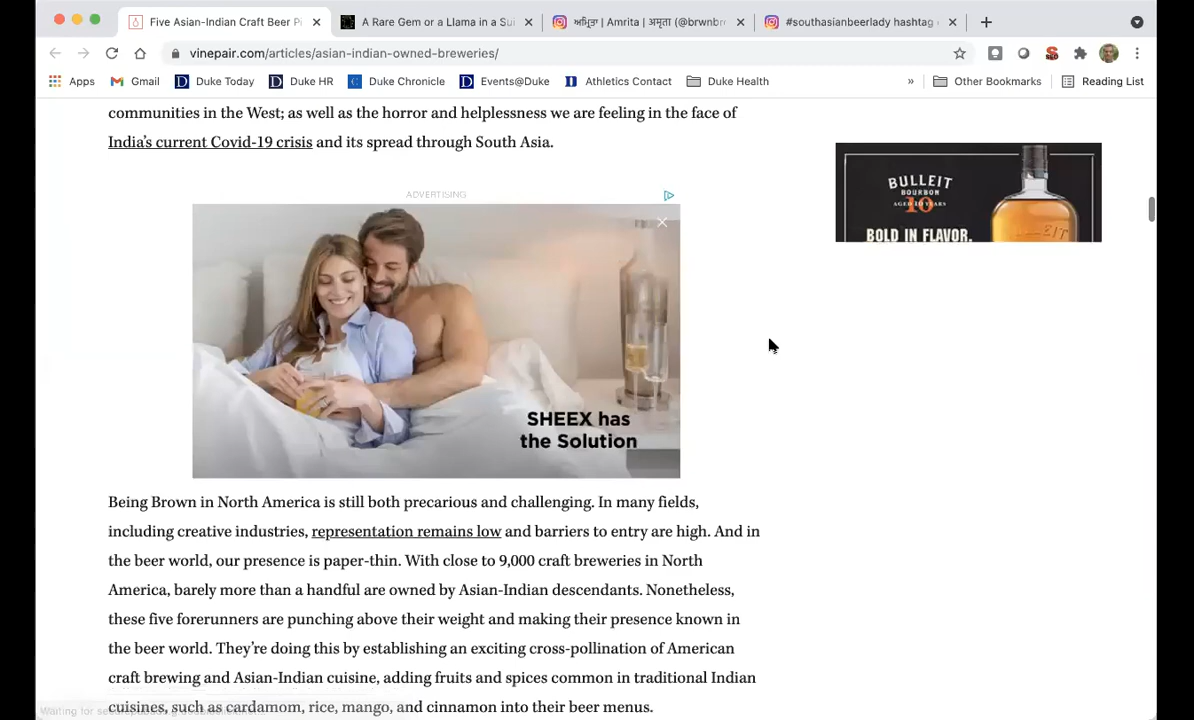 Five Asian-Indian Craft Beer Pi
A Rare Gem or a Llama in a Sui
ਅਮ੍ਰਿਤਾ | Amrita | अमृता (@brwnbr
#southasianbeerlady hashtag
vinepair.com/articles/asian-indian-owned-breweries/
Apps
Gmail
Duke Today
Duke HR
Duke Chronicle
Events@Duke
Athletics Contact
Duke Health
»
Other Bookmarks
Reading List
communities in the West; as well as the horror and helplessness we are feeling in the face of
India's current Covid-19 crisis and its spread through South Asia.
ADVERTISING
BULLEIT
BOURBON
AGED 10 YEARS
10
BOLD IN FLAVOR.
SHEEX has
the Solution
Being Brown in North America is still both precarious and challenging. In many fields,
including creative industries, representation remains low and barriers to entry are high. And in
the beer world, our presence is paper-thin. With close to 9,000 craft breweries in North
America, barely more than a handful are owned by Asian-Indian descendants. Nonetheless,
these five forerunners are punching above their weight and making their presence known in
the beer world. They're doing this by establishing an exciting cross-pollination of American
craft brewing and Asian-Indian cuisine, adding fruits and spices common in traditional Indian
cuisines, such as cardamom, rice, mango, and cinnamon into their beer menus.
Waiting for